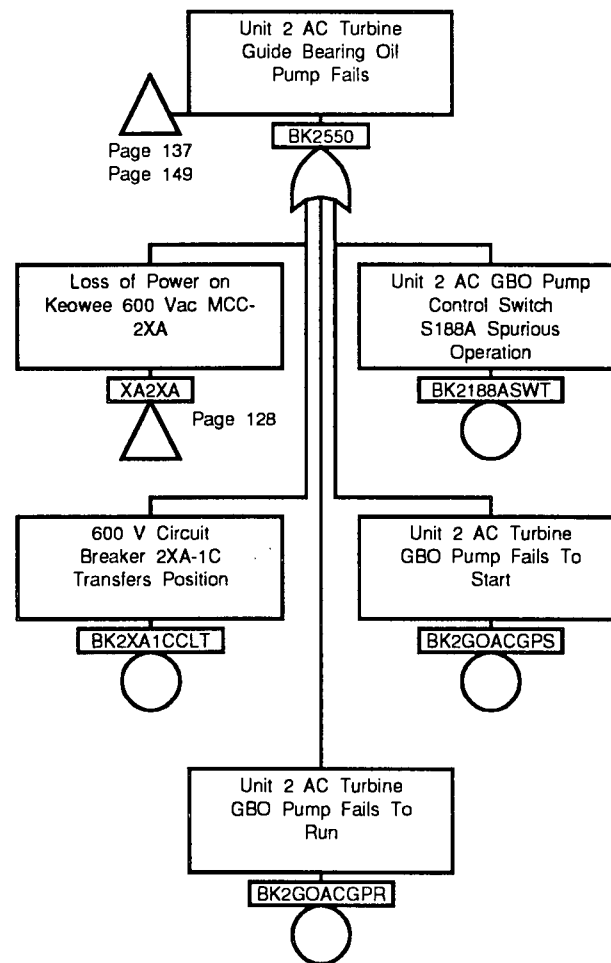 Unit 2 AC Turbine
Guide Bearing Oil
Pump Fails
BK2550
Page 137
Page 149
Loss of Power on
Keowee 600 Vac MCC-
2XA
XA2XA
Page 128
Unit 2 AC GBO Pump
Control Switch
S188A Spurious
Operation
BK2188ASWT
600 V Circuit
Breaker 2XA-1C
Transfers Position
BK2XA1CCLT
Unit 2 AC Turbine
GBO Pump Fails To
Start
BK2GOACGPS
Unit 2 AC Turbine
GBO Pump Fails To
Run
BK2GOACGPR